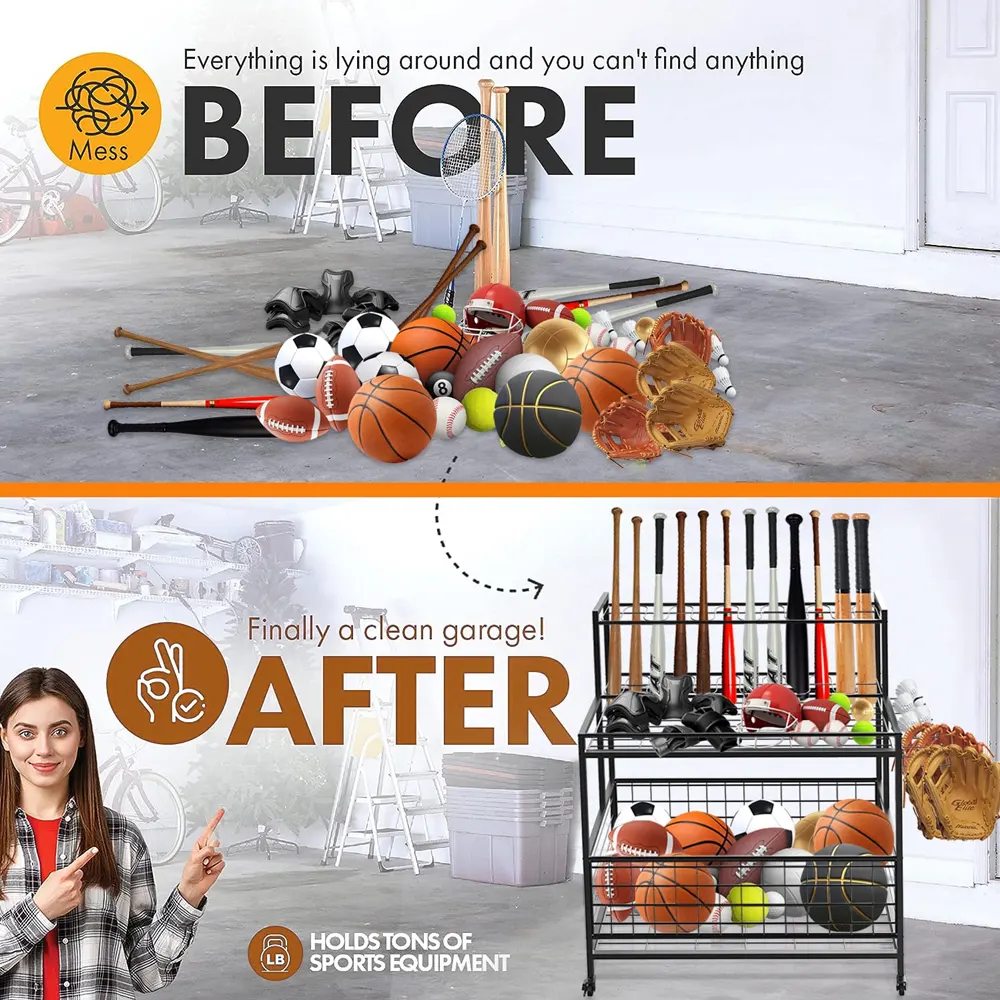 Everything is lying around and you can't find anything
BEFORE
Mess
8
Finally a clean garage!
AFTER
HOLDS TONS OF
SPORTS EQUIPMENT
LB